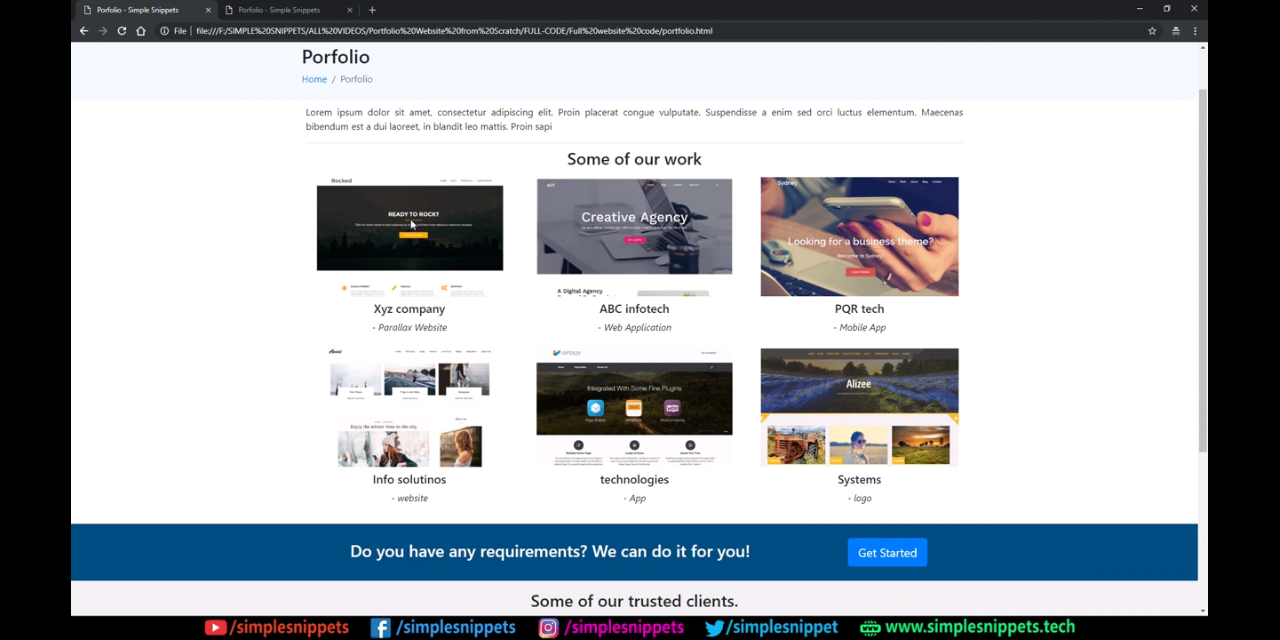 Porfolio - Simple Snippets
Porfolio - Simple Snippets
File file:///F:/SIMPLE%20SNIPPETS/ALL%20VIDEOS/Portfolio%20Website%20from%20Scratch/FULL-CODE/Full%20website%20code/portfolio.html
Porfolio
Home / Porfolio
Lorem ipsum dolor sit amet, consectetur adipiscing elit. Proin placerat congue vulputate. Suspendisse a enim sed orci luctus elementum. Maecenas
bibendum est a dui laoreet, in blandit leo mattis. Proin sapi
Some of our work
Rocked
READY TO ROCK?
Creative Agency
A Digital Agency
Sydney
Looking for a business theme?
Welcome to Sydney
Xyz company
ABC infotech
PQR tech
- Parallax Website
- Web Application
- Mobile App
Enjoy the winter time in the city
vantage
Integrated With Some Fine Plugins
Alizee
Info solutinos
technologies
Systems
- website
- App
- logo
Do you have any requirements? We can do it for you!
Get Started
Some of our trusted clients.
/simplesnippets /simplesnippets /simplesnippets /simplesnippet www.simplesnippets.tech